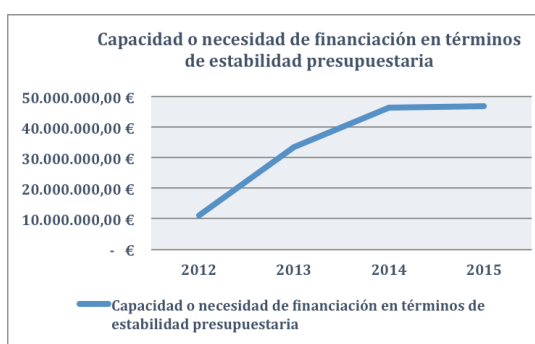 Capacidad o necesidad de financiación en términos
de estabilidad presupuestaria
50.000.000,00 €
40.000.000,00 €
30.000.000,00 €
20.000.000,00 €
10.000.000,00 €
- €
2012 2013 2014 2015
Capacidad o necesidad de financiación en términos de
estabilidad presupuestaria